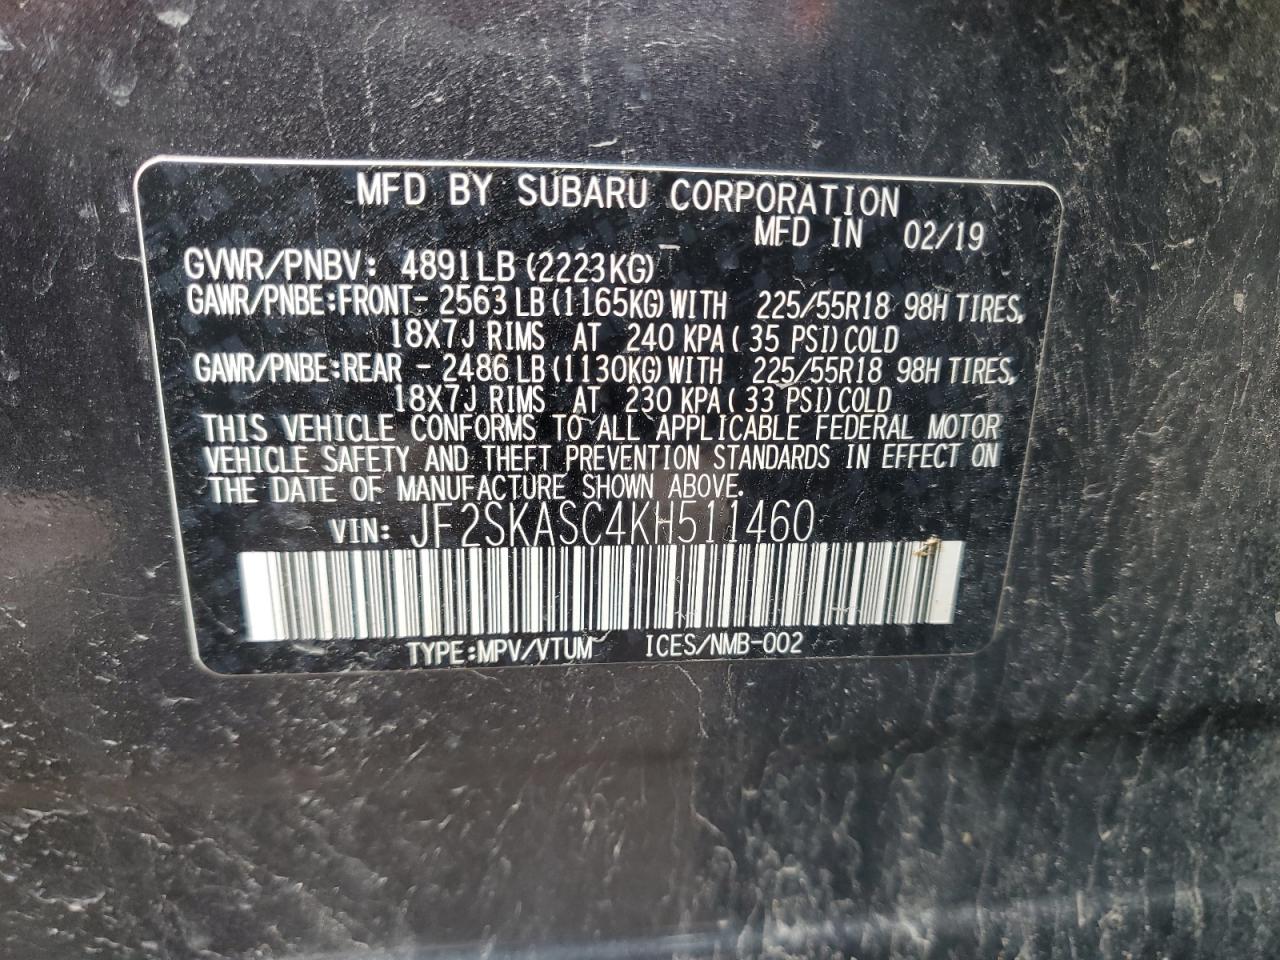 MFD BY SUBARU CORPORATION
MFD IN 02/19
GVWR/PNBV: 4891LB (2223KG)
GAWR/PNBE:FRONT- 2563 LB (1165KG) WITH 225/55R18 98H TIRES,
18X7J RIMS AT 240 KPA ( 35 PSI) COLD
GAWR/PNBE:REAR - 2486 LB (1130KG) WITH 225/55R18 98H TIRES,
18X7J RIMS AT 230 KPA ( 33 PSI) COLD
THIS VEHICLE CONFORMS TO ALL APPLICABLE FEDERAL MOTOR
VEHICLE SAFETY AND THEFT PREVENTION STANDARDS IN EFFECT ON
THE DATE OF MANUFACTURE SHOWN ABOVE.
VIN: JF2SKASC4KH511460
TYPE:MPV/VTUM ICES/NMB-002